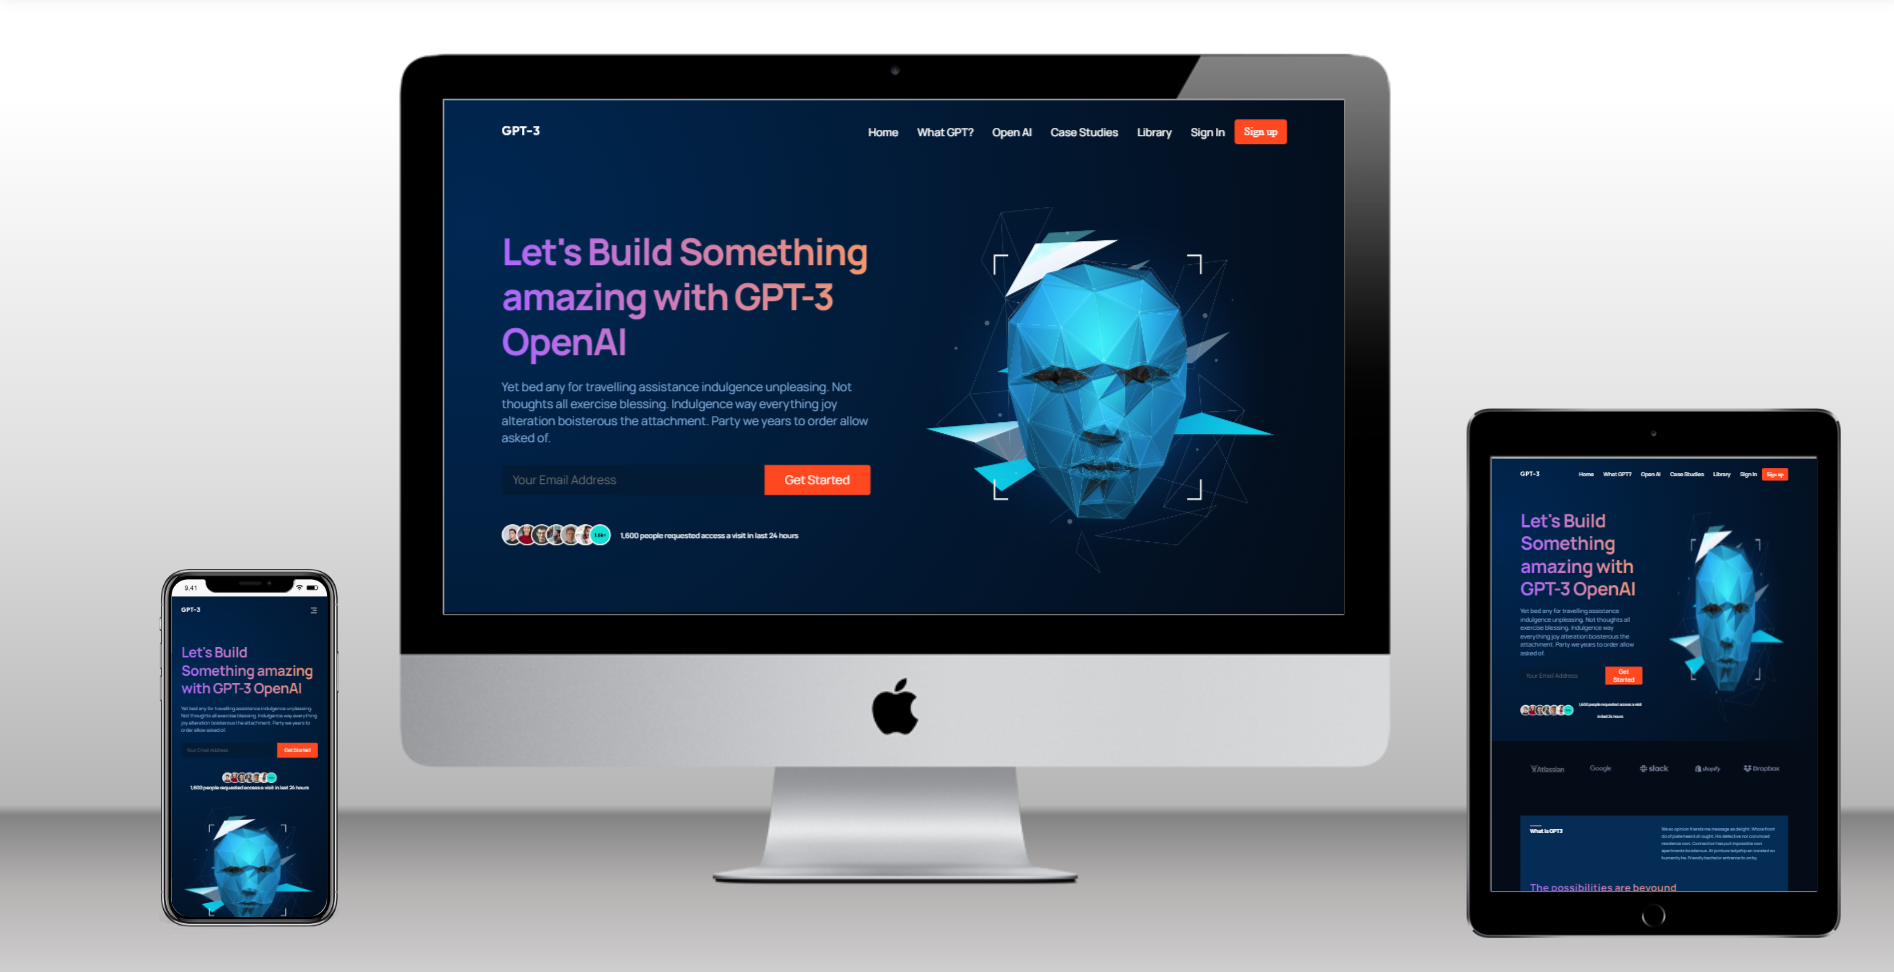 GPT-3
Home What GPT? Open AI Case Studies Library Sign In Sign up
Let's Build Something
amazing with GPT-3
OpenAI
Yet bed any for travelling assistance indulgence unpleasing. Not
thoughts all exercise blessing. Indulgence way everything joy
alteration boisterous the attachment. Party we years to order allow
asked of.
Your Email Address Get Started
1,600 people requested access a visit in last 24 hours
9:41
GPT-3
Let's Build
Something amazing
with GPT-3 OpenAI
Yet bed any for travelling assistance indulgence unpleasing.
Not thoughts all exercise blessing. Indulgence way everything
joy alteration boisterous the attachment. Party we years to
order allow asked of.
Your Email Address Get Started
1,600 people requested access a visit in last 24 hours
GPT-3
Home What GPT? Open AI Case Studies Library Sign In Sign up
Let's Build
Something
amazing with
GPT-3 OpenAI
Yet bed any for travelling assistance
indulgence unpleasing. Not thoughts all
exercise blessing. Indulgence way
everything joy alteration boisterous the
attachment. Party we years to order allow
asked of.
Your Email Address Get
Started
1,600 people requested access a visit
in last 24 hours
Atlassian Google slack shopify Dropbox
What is GPT3
The possibilities are beyound